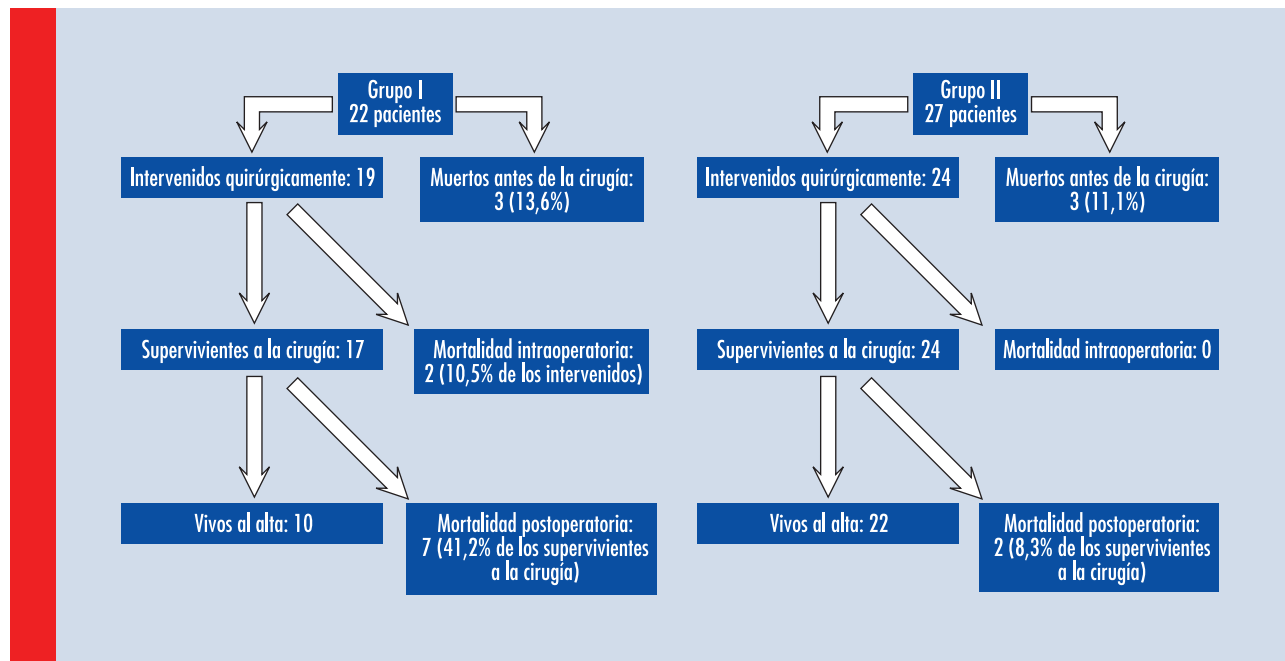 Grupo I
22 pacientes
Intervenidos quirúrgicamente: 19
Muertos antes de la cirugía:
3 (13,6%)
Supervivientes a la cirugía: 17
Mortalidad intraoperatoria:
2 (10,5% de los intervenidos)
Vivos al alta: 10
Mortalidad postoperatoria:
7 (41,2% de los supervivientes
a la cirugía)
Grupo II
27 pacientes
Intervenidos quirúrgicamente: 24
Muertos antes de la cirugía:
3 (11,1%)
Supervivientes a la cirugía: 24
Mortalidad intraoperatoria: 0
Vivos al alta: 22
Mortalidad postoperatoria:
2 (8,3% de los supervivientes
a la cirugía)